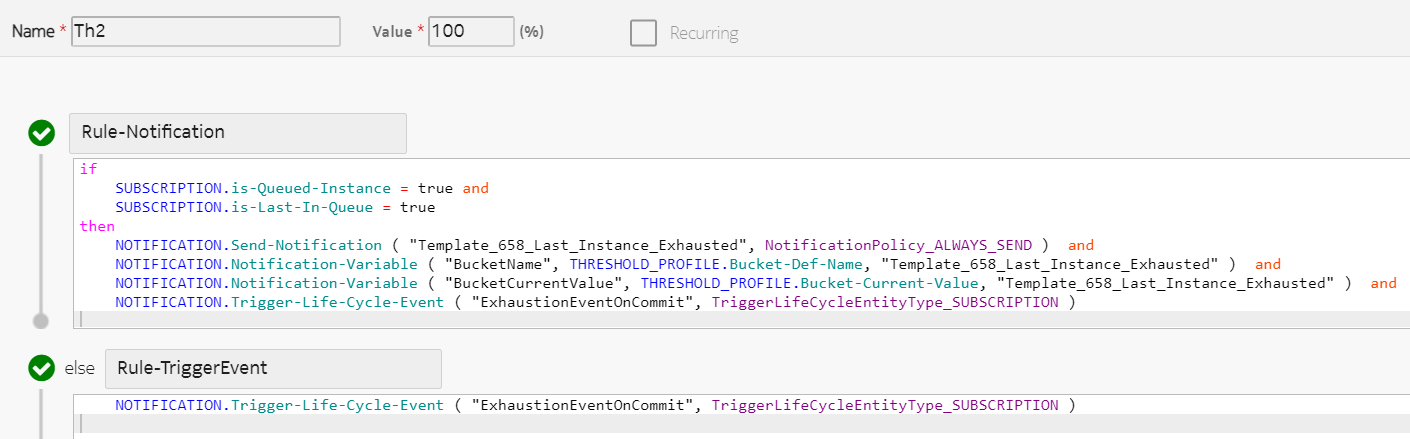 Name * Th2 Value * 100 (%) Recurring
Rule-Notification
if
SUBSCRIPTION.is-Queued-Instance = true and
SUBSCRIPTION.is-Last-In-Queue = true
then
NOTIFICATION.Send-Notification ( "Template_658_Last_Instance_Exhausted", NotificationPolicy_ALWAYS_SEND ) and
NOTIFICATION.Notification-Variable ( "BucketName", THRESHOLD_PROFILE.Bucket-Def-Name, "Template_658_Last_Instance_Exhausted" ) and
NOTIFICATION.Notification-Variable ( "BucketCurrentValue", THRESHOLD_PROFILE.Bucket-Current-Value, "Template_658_Last_Instance_Exhausted" ) and
NOTIFICATION.Trigger-Life-Cycle-Event ( "ExhaustionEventOnCommit", TriggerLifeCycleEntityType_SUBSCRIPTION )
else Rule-TriggerEvent
NOTIFICATION.Trigger-Life-Cycle-Event ( "ExhaustionEventOnCommit", TriggerLifeCycleEntityType_SUBSCRIPTION )